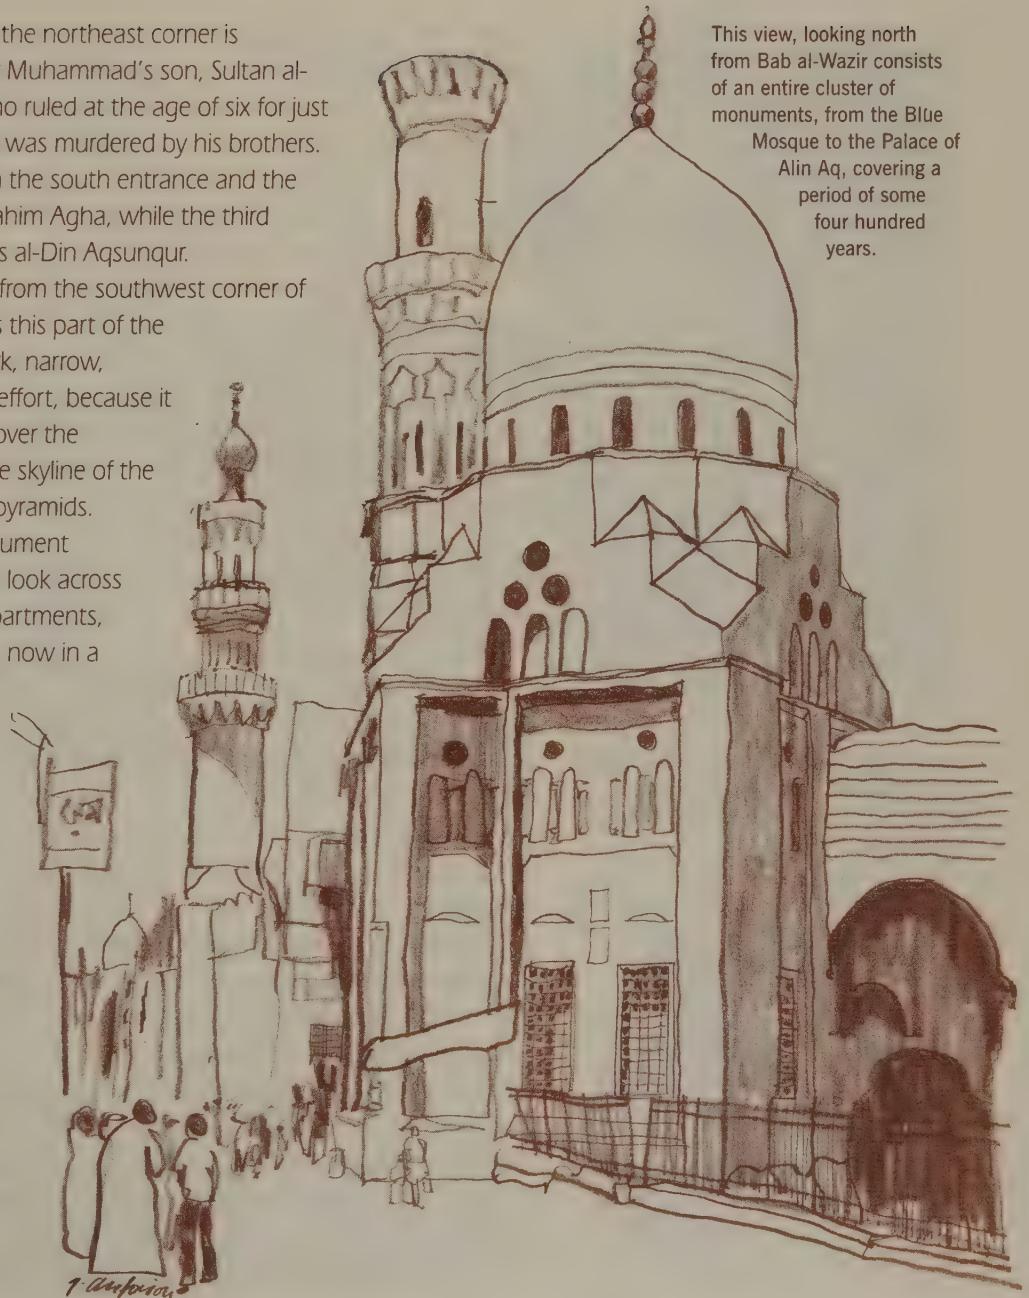 the northeast corner is
Muhammad's son, Sultan al-
ho ruled at the age of six for just
was murdered by his brothers.
the south entrance and the
ahim Agha, while the third
s al-Din Aqsunqur.
from the southwest corner of
s this part of the
k, narrow,
effort, because it
over the
e skyline of the
pyramids.
ument
look across
partments,
now in a
This view, looking north
from Bab al-Wazir consists
of an entire cluster of
monuments, from the Blue
Mosque to the Palace of
Alin Aq, covering a
period of some
four hundred
years.